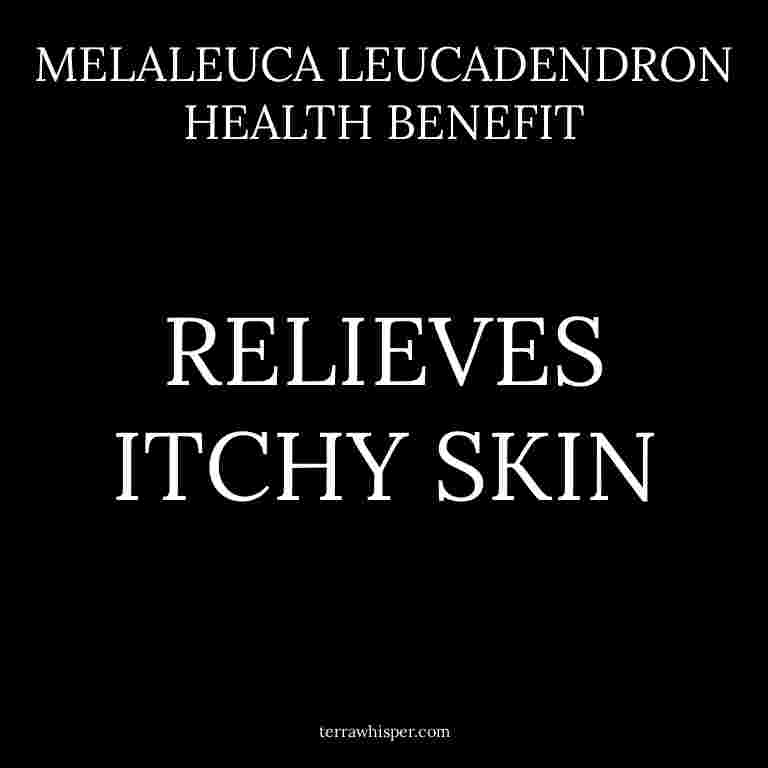 MELALEUCA LEUCADENDRON
HEALTH BENEFIT
RELIEVES
ITCHY SKIN
terrawhisper.com